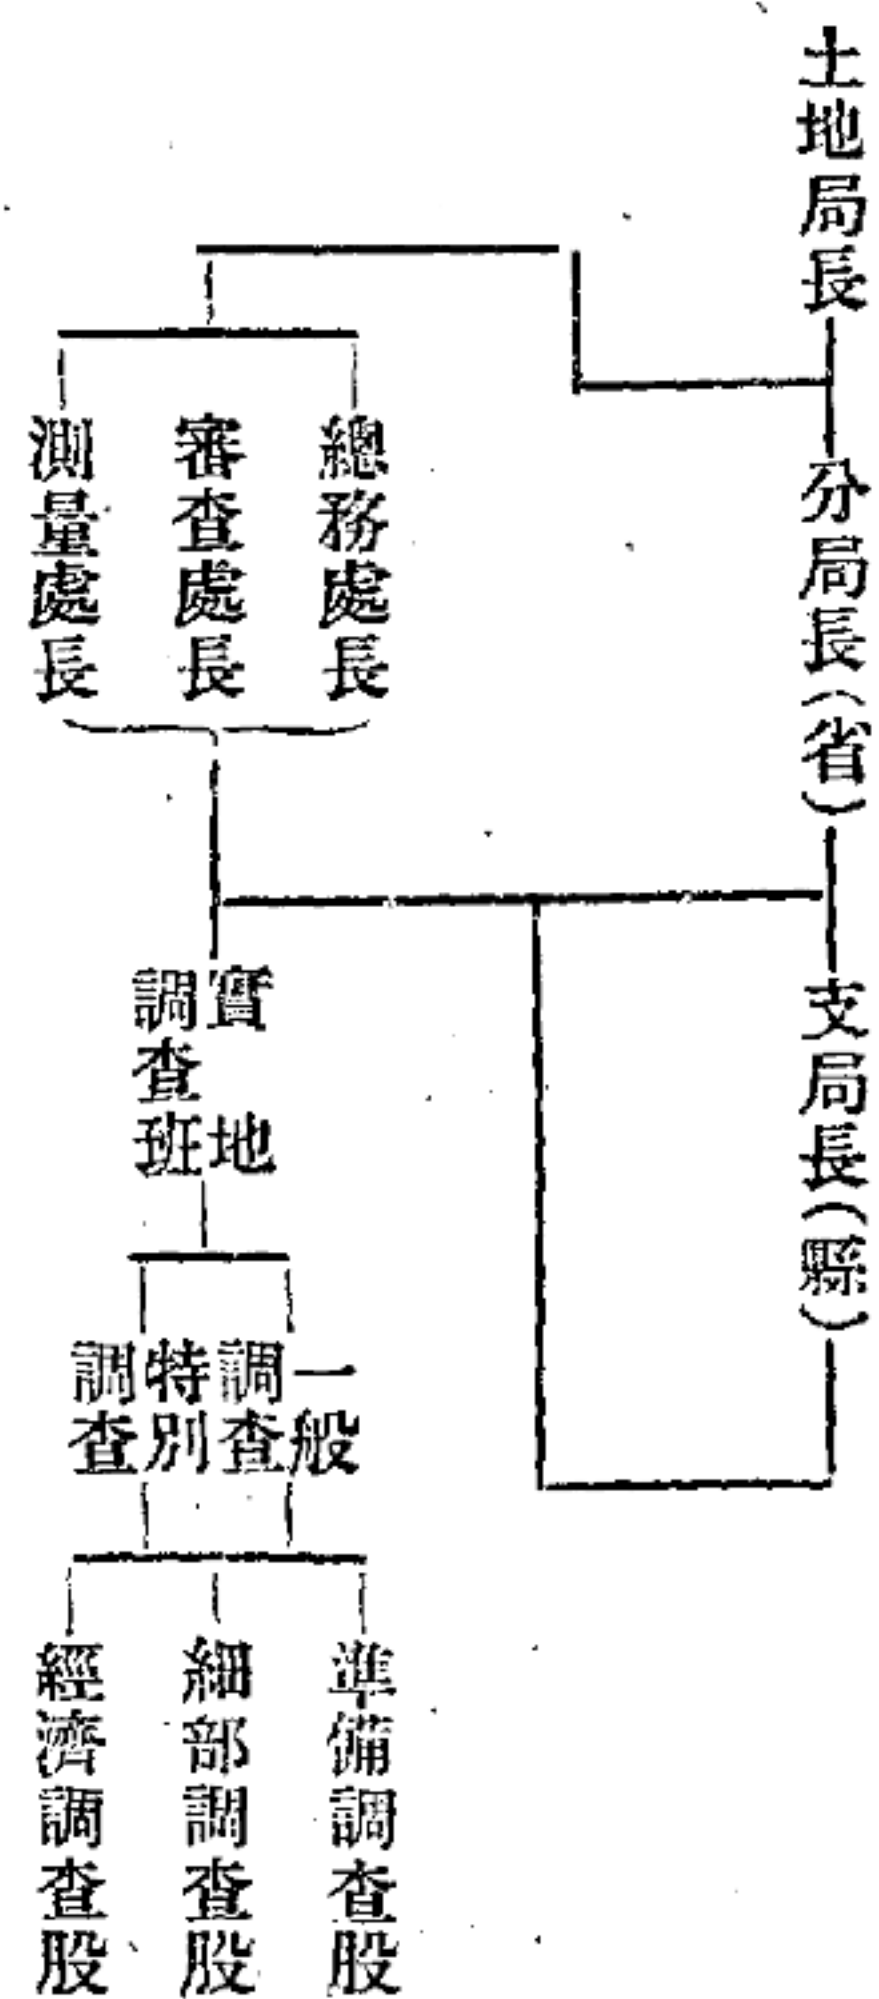 土地局長
分局長(省)
支局長(縣)
總務處長
審查處長
測量處長
實地
調查班
一般
調查
特別
調查
準備調查股
細部調查股
經濟調查股